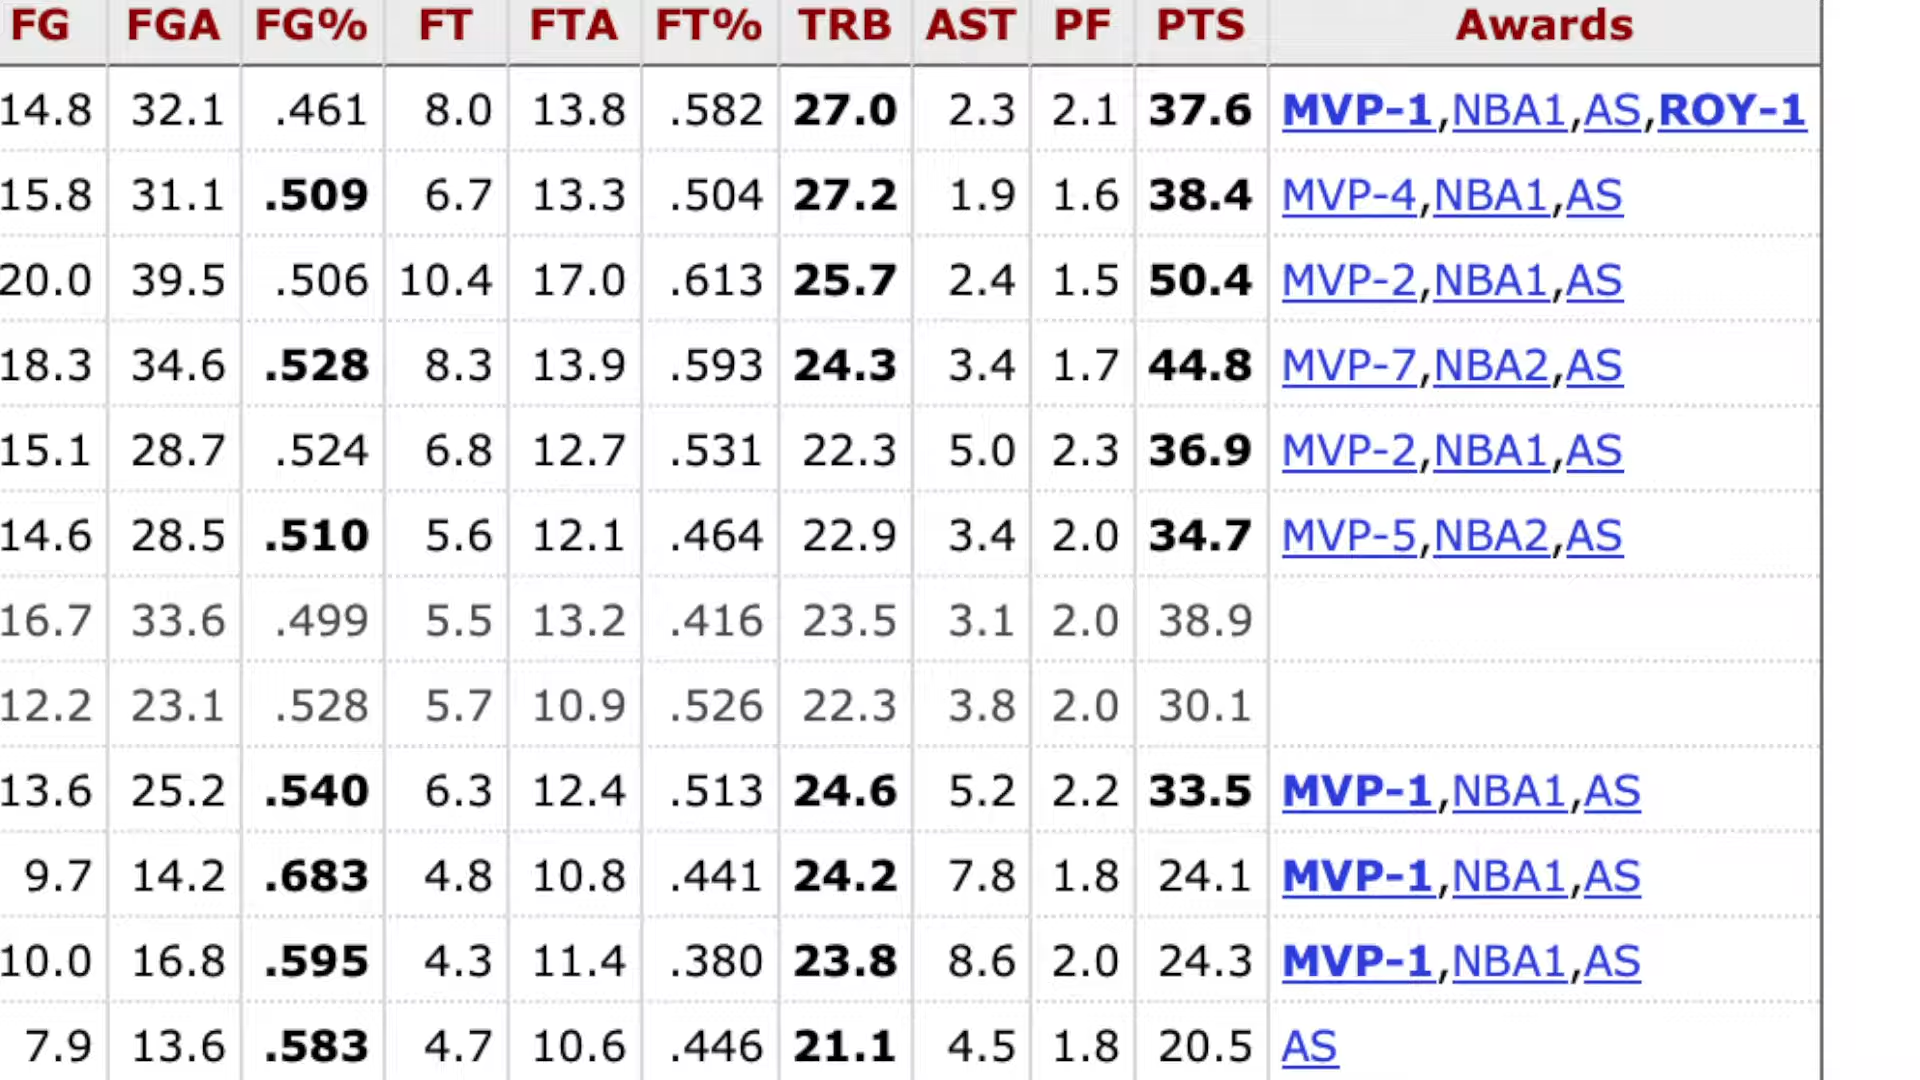 FG FGA FG% FT FTA FT% TRB AST PF PTS Awards
14.8 32.1 .461 8.0 13.8 .582 27.0 2.3 2.1 37.6 MVP-1,NBA1,AS,ROY-1
15.8 31.1 .509 6.7 13.3 .504 27.2 1.9 1.6 38.4 MVP-4,NBA1,AS
20.0 39.5 .506 10.4 17.0 .613 25.7 2.4 1.5 50.4 MVP-2,NBA1,AS
18.3 34.6 .528 8.3 13.9 .593 24.3 3.4 1.7 44.8 MVP-7,NBA2,AS
15.1 28.7 .524 6.8 12.7 .531 22.3 5.0 2.3 36.9 MVP-2,NBA1,AS
14.6 28.5 .510 5.6 12.1 .464 22.9 3.4 2.0 34.7 MVP-5,NBA2,AS
16.7 33.6 .499 5.5 13.2 .416 23.5 3.1 2.0 38.9
12.2 23.1 .528 5.7 10.9 .526 22.3 3.8 2.0 30.1
13.6 25.2 .540 6.3 12.4 .513 24.6 5.2 2.2 33.5 MVP-1,NBA1,AS
9.7 14.2 .683 4.8 10.8 .441 24.2 7.8 1.8 24.1 MVP-1,NBA1,AS
10.0 16.8 .595 4.3 11.4 .380 23.8 8.6 2.0 24.3 MVP-1,NBA1,AS
7.9 13.6 .583 4.7 10.6 .446 21.1 4.5 1.8 20.5 AS